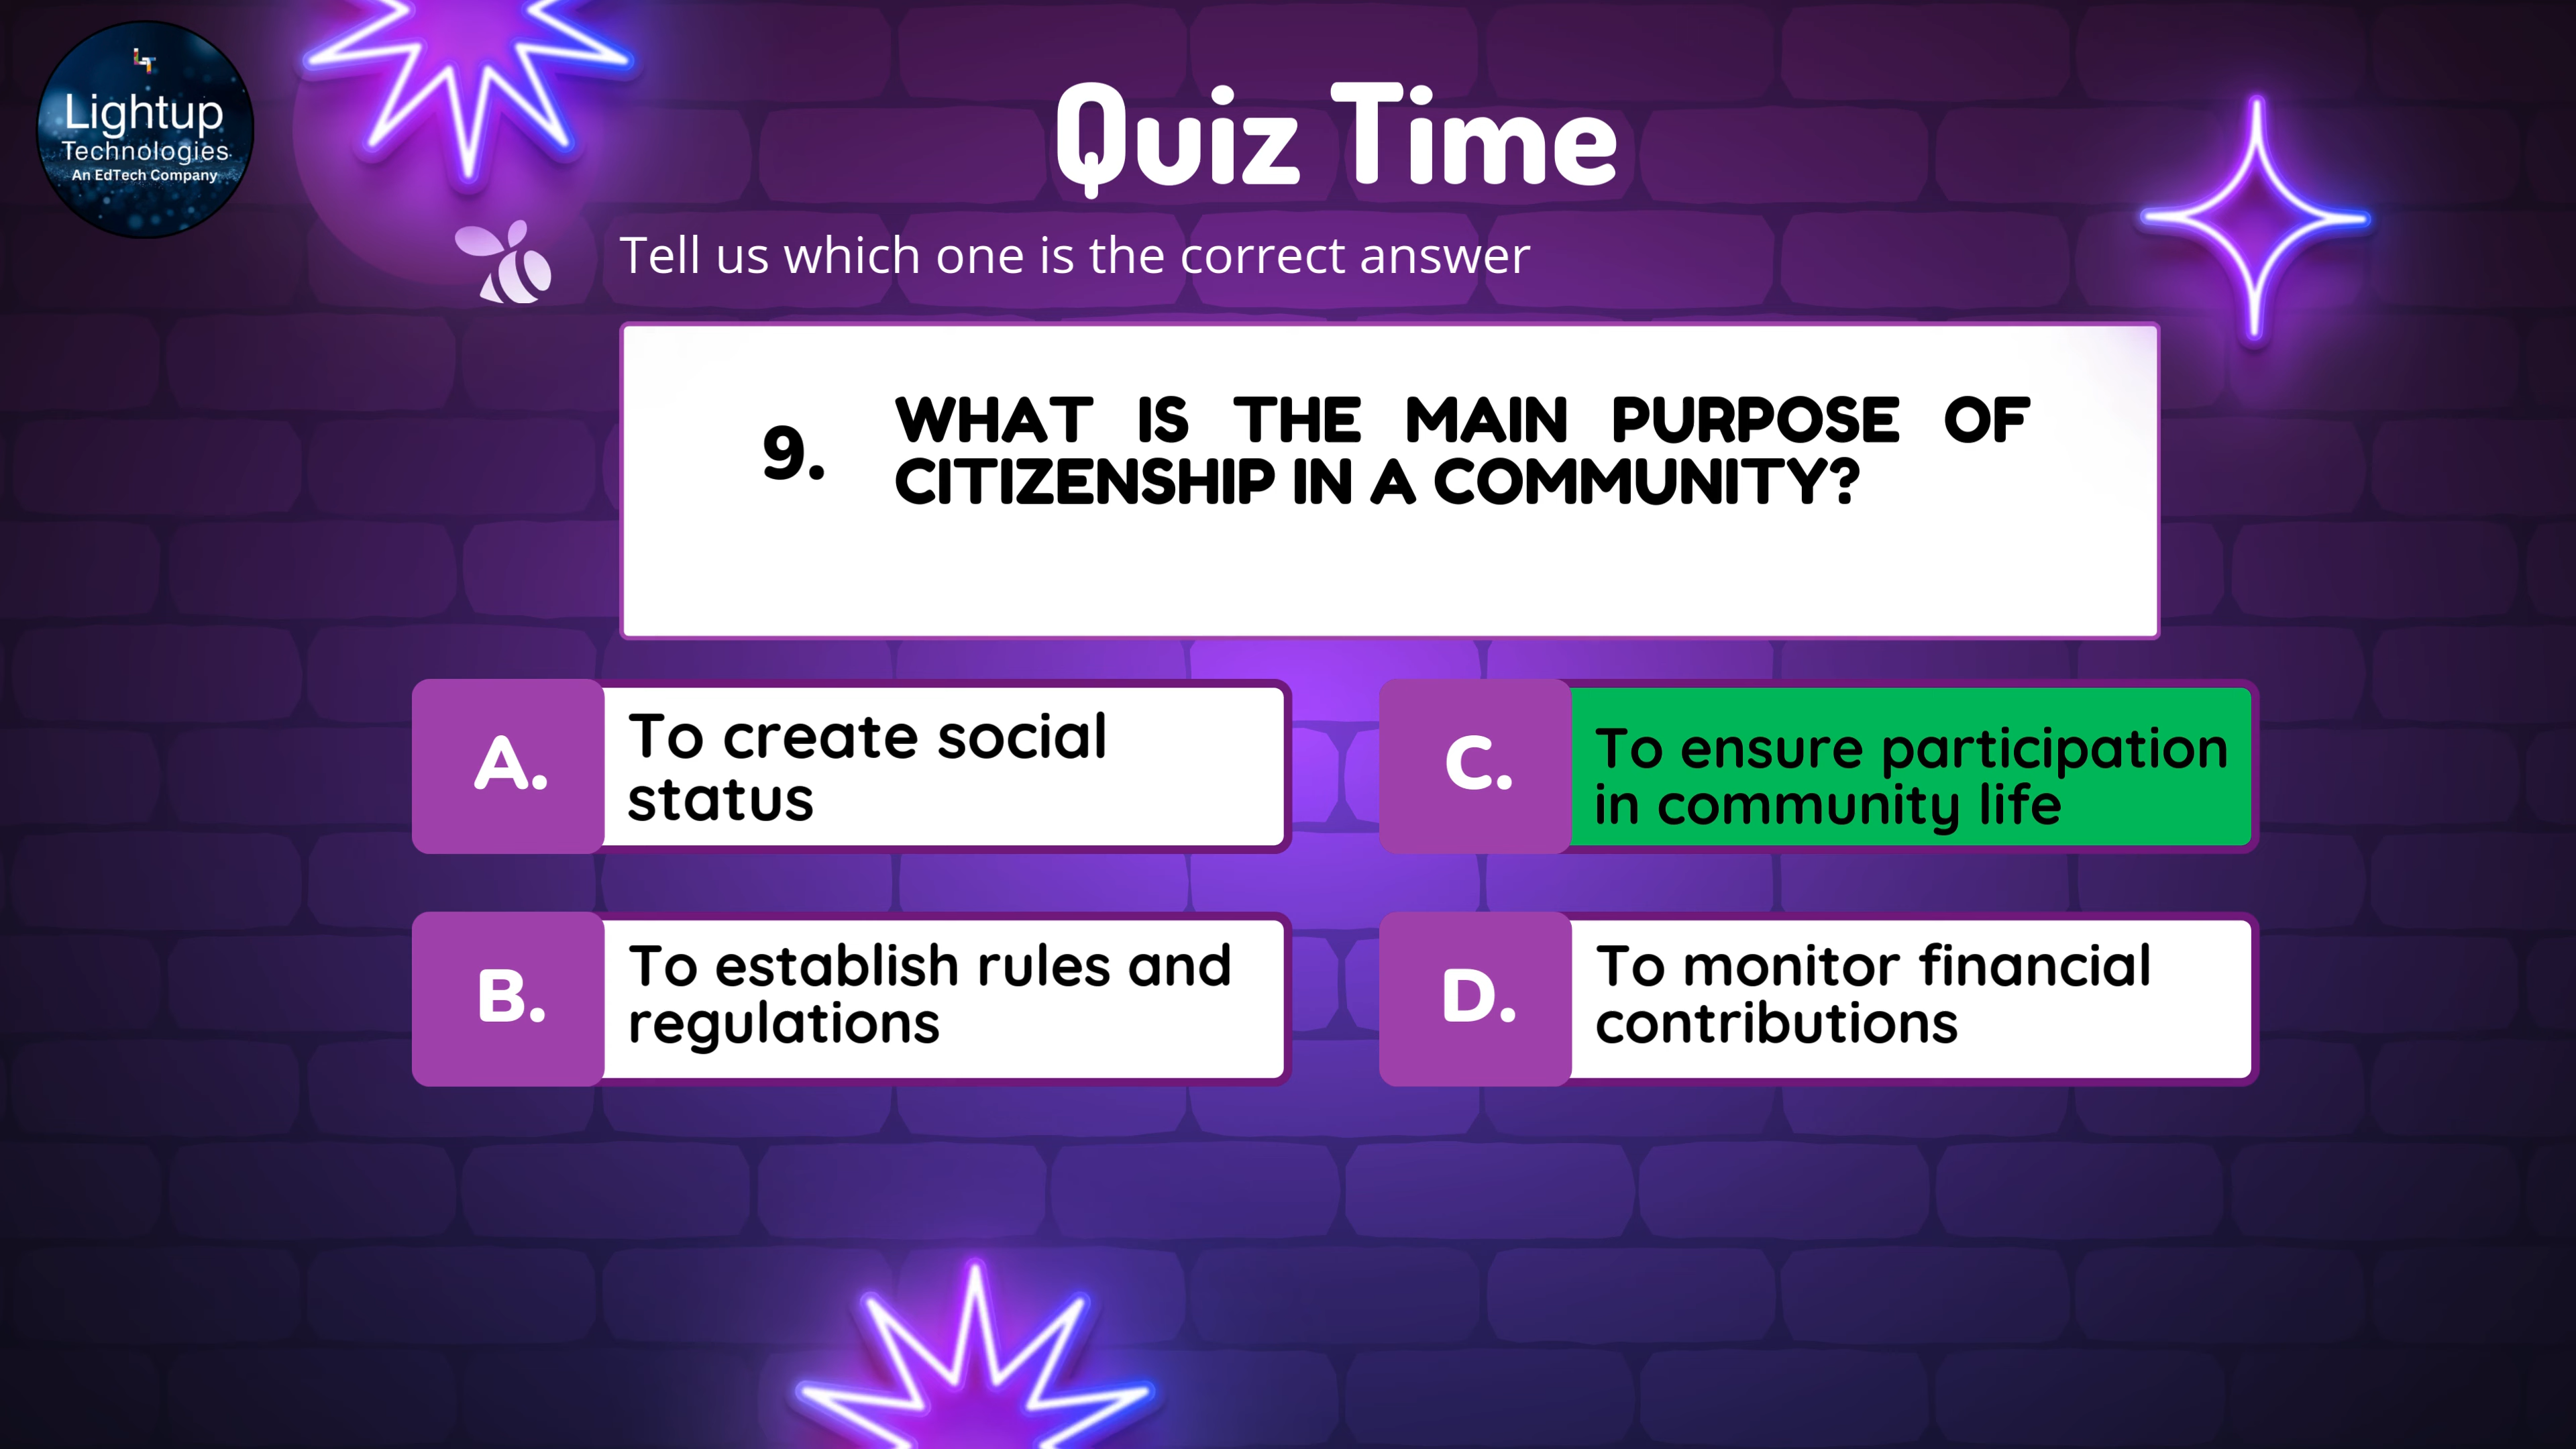 LT
Lightup
Technologies
An EdTech Company
Quiz Time
Tell us which one is the correct answer
9.
WHAT IS THE MAIN PURPOSE OF
CITIZENSHIP IN A COMMUNITY?
A.
To create social
status
B.
To establish rules and
regulations
C.
To ensure participation
in community life
D.
To monitor financial
contributions